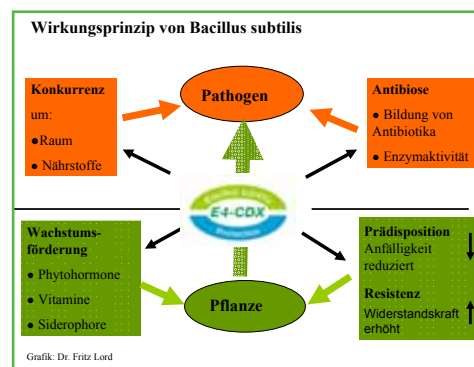 Wirkungsprinzip von Bacillus subtilis
Konkurrenz
um:
●Raum
● Nährstoffe
Pathogen
Antibiose
● Bildung von
Antibiotika
● Enzymaktivität
E4-CDX
Wachstums-
förderung
● Phytohormone
● Vitamine
● Siderophore
Pflanze
Prädisposition
Anfälligkeit
reduziert
Resistenz
Widerstandskraft
erhöht
Grafik: Dr. Fritz Lord